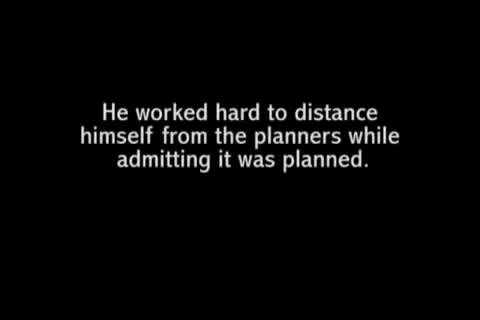 He worked hard to distance
himself from the planners while
admitting it was planned.